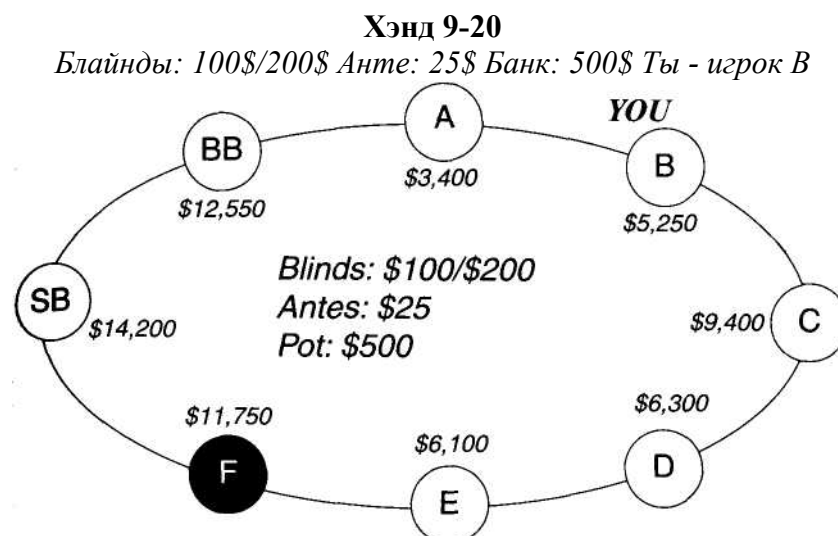 Хэнд 9-20
Блайнды: 100$/200$ Анте: 25$ Банк: 500$ Ты - игрок B
A
YOU
BB
B
$3,400
$12,550
$5,250
Blinds: $100/$200
Antes: $25
Pot: $500
SB
$14,200
$9,400
C
$11,750
$6,300
$6,100
F
E
D